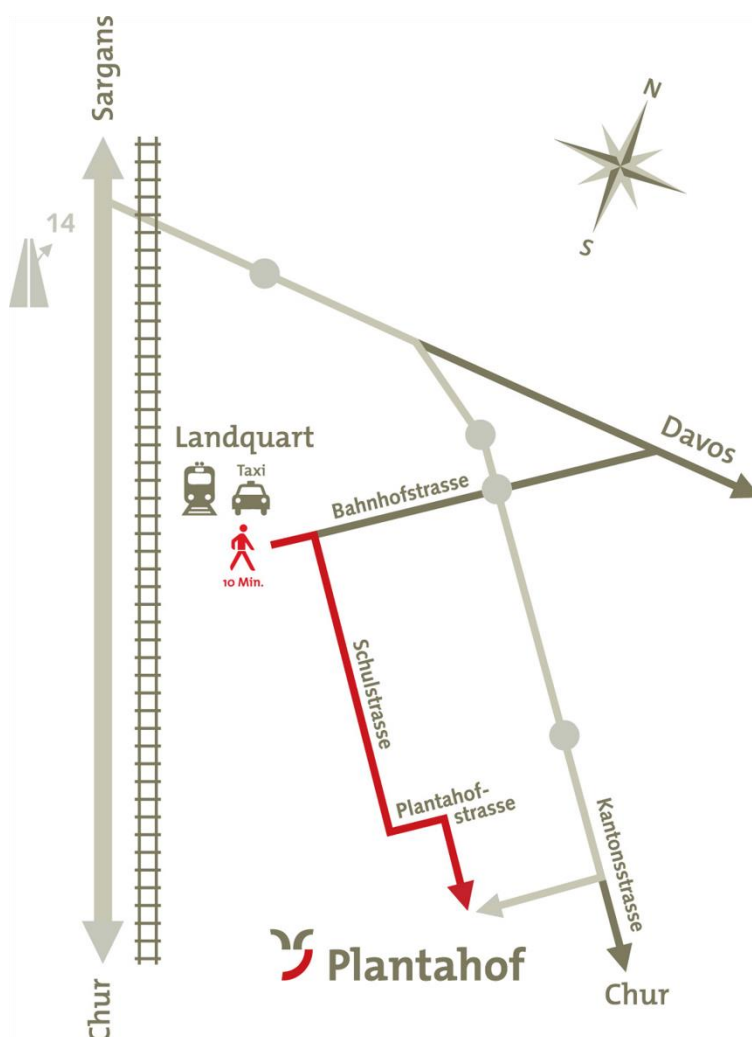 Sargans
N
S
14
Landquart
Taxi
Davos
Bahnhofstrasse
10 Min.
Schulstrasse
Plantahof-
strasse
Kantonsstrasse
Plantahof
Chur
Chur